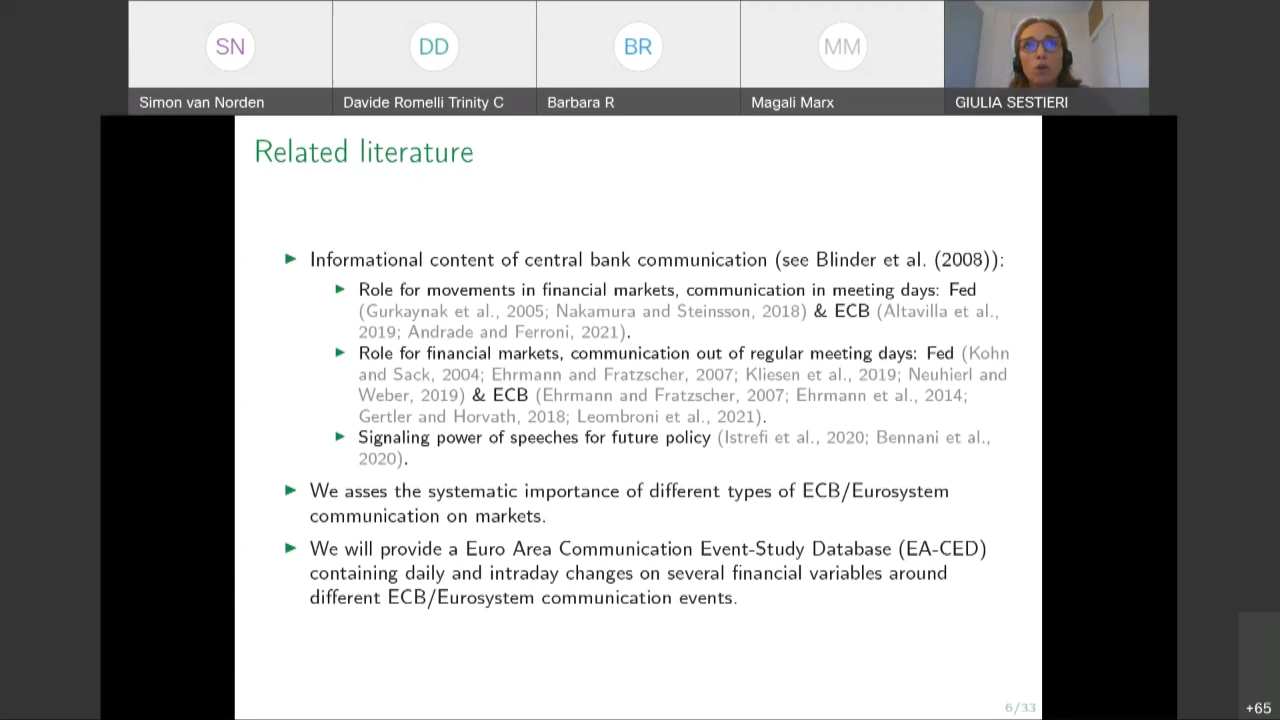 SN
DD
BR
MM
Simon van Norden
Davide Romelli Trinity C
Barbara R
Magali Marx
GIULIA SESTIERI
Related literature
Informational content of central bank communication (see Blinder et al. (2008)):
Role for movements in financial markets, communication in meeting days: Fed
(Gurkaynak et al., 2005; Nakamura and Steinsson, 2018) & ECB (Altavilla et al.,
2019; Andrade and Ferroni, 2021).
Role for financial markets, communication out of regular meeting days: Fed (Kohn
and Sack, 2004; Ehrmann and Fratzscher, 2007; Kliesen et al., 2019; Neuhierl and
Weber, 2019) & ECB (Ehrmann and Fratzscher, 2007; Ehrmann et al., 2014;
Gertler and Horvath, 2018; Leombroni et al., 2021).
Signaling power of speeches for future policy (Istrefi et al., 2020; Bennani et al.,
2020).
We asses the systematic importance of different types of ECB/Eurosystem
communication on markets.
We will provide a Euro Area Communication Event-Study Database (EA-CED)
containing daily and intraday changes on several financial variables around
different ECB/Eurosystem communication events.
6/33
+65